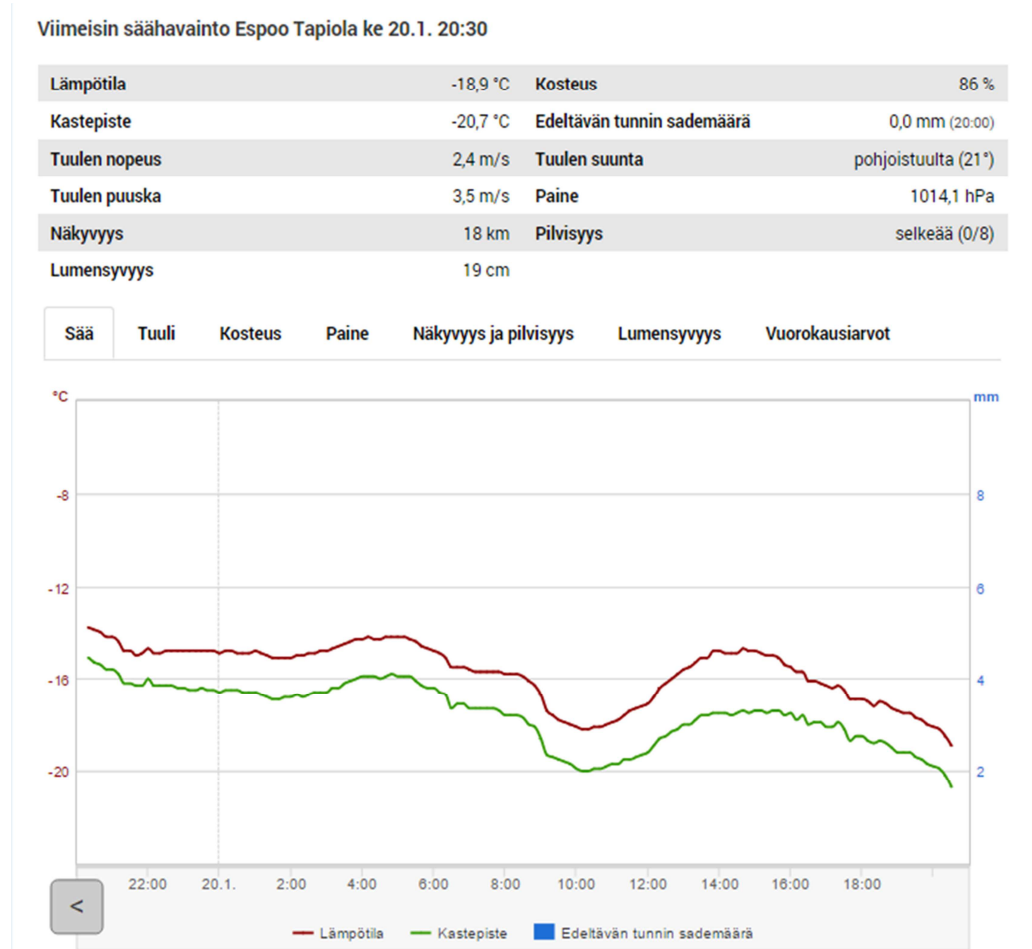 Viimeisin säähavainto Espoo Tapiola ke 20.1. 20:30
Lämpötila -18,9 °C Kosteus 86 %
Kastepiste -20,7 °C Edeltävän tunnin sademäärä 0,0 mm (20:00)
Tuulen nopeus 2,4 m/s Tuulen suunta pohjoistuulta (21°)
Tuulen puuska 3,5 m/s Paine 1014,1 hPa
Näkyvyys 18 km Pilvisyys selkeää (0/8)
Lumensyvyys 19 cm
Sää Tuuli Kosteus Paine Näkyvyys ja pilvisyys Lumensyvyys Vuorokausiarvot
°C mm
-8 8
-12 6
-16 4
-20 2
22:00 20.1. 2:00 4:00 6:00 8:00 10:00 12:00 14:00 16:00 18:00
<
Lämpötila Kastepiste Edeltävän tunnin sademäärä